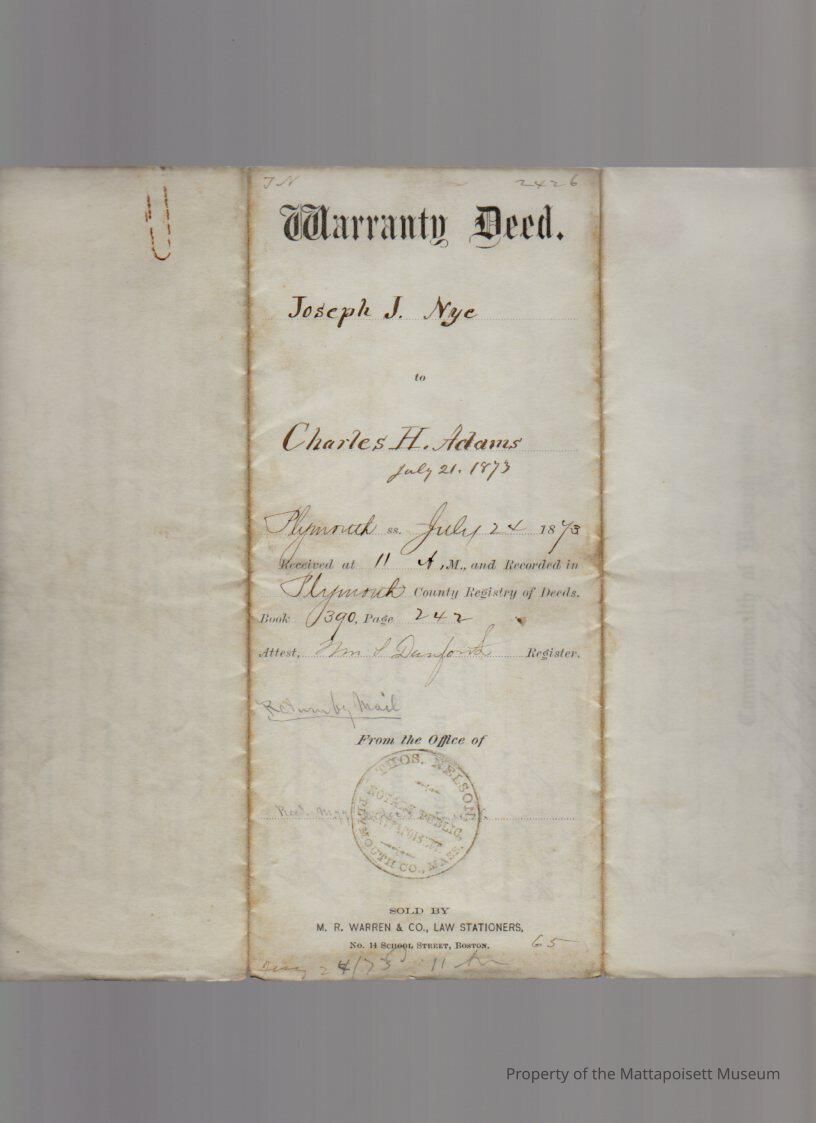 2426
Warranty Deed.
Joseph J. Nye
to
Charles H. Adams
July 21. 1873
Plymouth ss. July 24 1873
Received at 11 A.M., and Recorded in
Plymouth County Registry of Deeds.
Book 390, Page 242
Attest, Wm S Danforth Register.
Return by Mail
From the Office of
THOS. NELSON
NOTARY PUBLIC,
MATTAPOISETT
PLYMOUTH CO., MASS.
SOLD BY
M. R. WARREN & CO., LAW STATIONERS,
No. 14 School Street, Boston.
65
24/73 11
Property of the Mattapoisett Museum